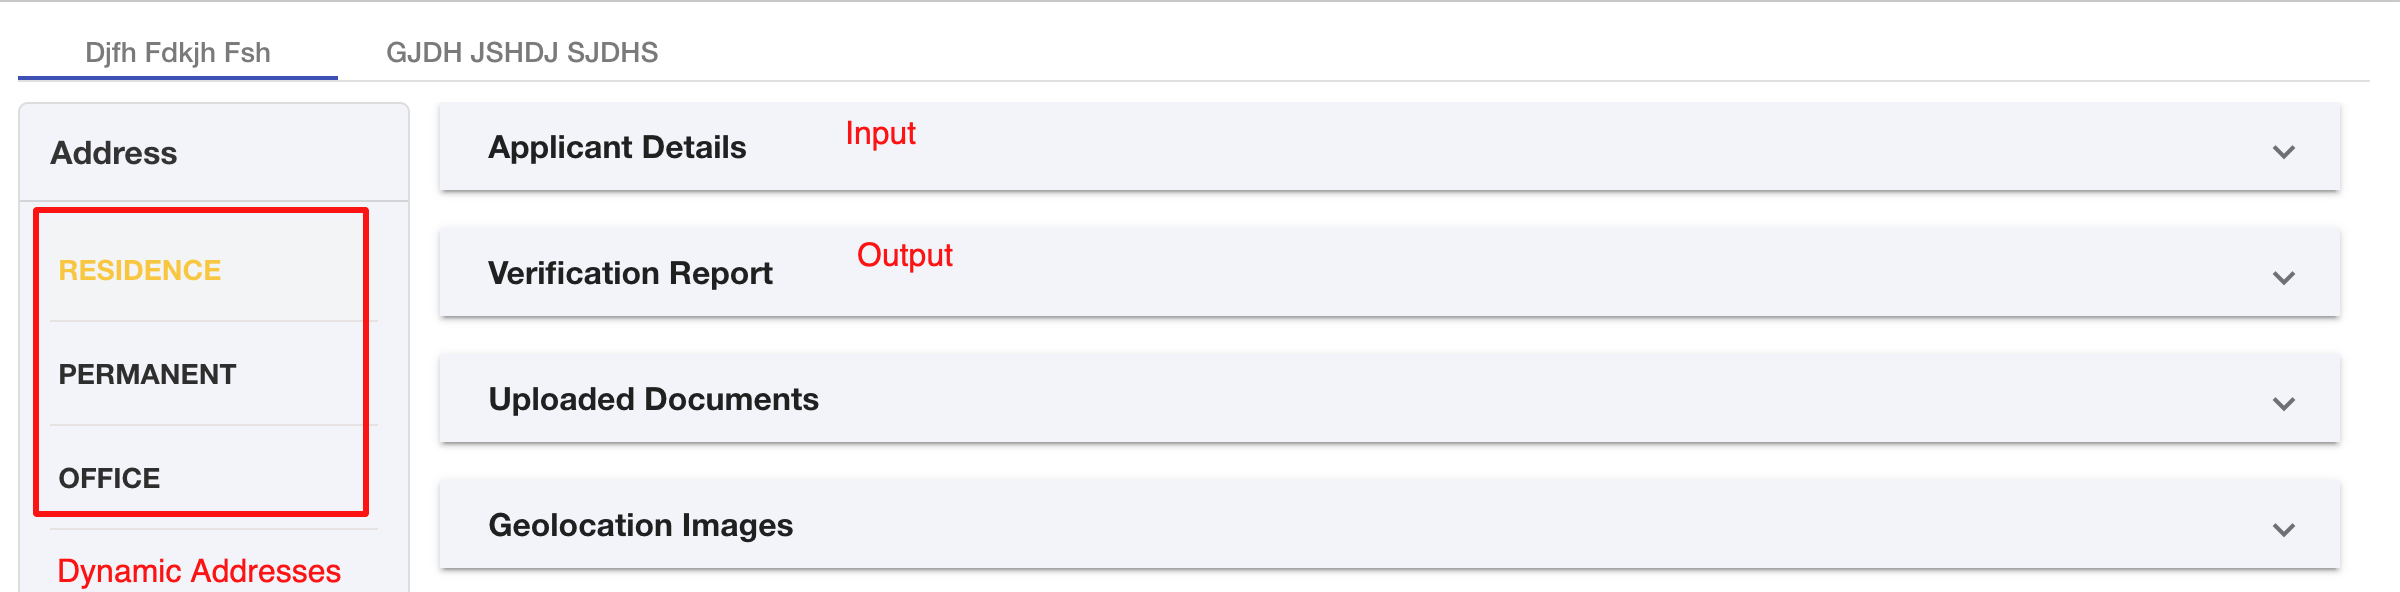 Djfh Fdkjh Fsh
GJDH JSHDJ SJDHS
Address
RESIDENCE
PERMANENT
OFFICE
Dynamic Addresses
Applicant Details
Input
Verification Report
Output
Uploaded Documents
Geolocation Images